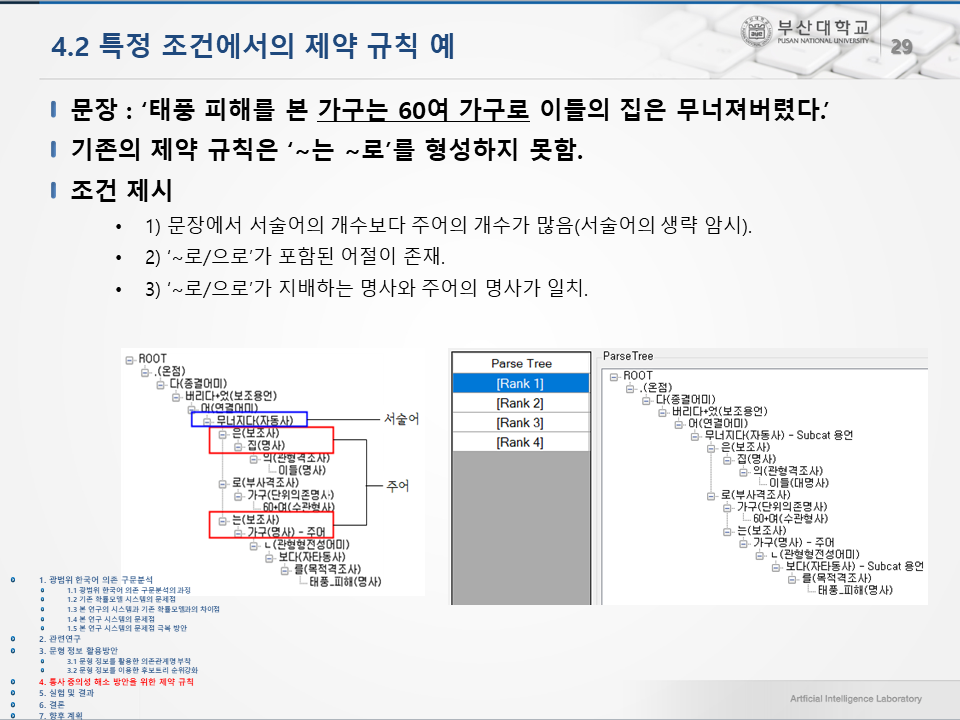 4.2 특정 조건에서의 제약 규칙 예
부산대학교
PUSAN NATIONAL UNIVERSITY
29
문장 : ‘태풍 피해를 본 가구는 60여 가구로 이들의 집은 무너져버렸다.’
기존의 제약 규칙은 ‘~는 ~로’를 형성하지 못함.
조건 제시
• 1) 문장에서 서술어의 개수보다 주어의 개수가 많음(서술어의 생략 암시).
• 2) ‘~로/으로’가 포함된 어절이 존재.
• 3) ‘~로/으로’가 지배하는 명사와 주어의 명사가 일치.
ROOT
.(온점)
다(종결어미)
버리다+었(보조용언)
어(연결어미)
무너지다(자동사)
은(보조사)
집(명사)
의(관형격조사)
이들(명사)
로(부사격조사)
가구(단위의존명사)
60+여(수관형사)
는(보조사)
가구(명사) - 주어
ㄴ(관형형전성어미)
보다(자타동사)
를(목적격조사)
태풍_피해(명사)
서술어
주어
Parse Tree
[Rank 1]
[Rank 2]
[Rank 3]
[Rank 4]
ParseTree
ROOT
.(온점)
다(종결어미)
버리다+었(보조용언)
어(연결어미)
무너지다(자동사) - Subcat 용언
은(보조사)
집(명사)
의(관형격조사)
이들(대명사)
로(부사격조사)
가구(단위의존명사)
60+여(수관형사)
는(보조사)
가구(명사) - 주어
ㄴ(관형형전성어미)
보다(자타동사) - Subcat 용언
를(목적격조사)
태풍_피해(명사)
1. 광범위 한국어 의존 구문분석
1.1 광범위 한국어 의존 구문분석의 과정
1.2 기존 확률모델 시스템의 문제점
1.3 본 연구의 시스템과 기존 확률모델과의 차이점
1.4 본 연구 시스템의 문제점
1.5 본 연구 시스템의 문제점 극복 방안
2. 관련연구
3. 문형 정보 활용방안
3.1 문형 정보를 활용한 의존관계명 부착
3.2 문형 정보를 이용한 후보트리 순위강화
4. 통사 중의성 해소 방안을 위한 제약 규칙
5. 실험 및 결과
6. 결론
7. 향후 계획
Artficial Intelligence Laboratory